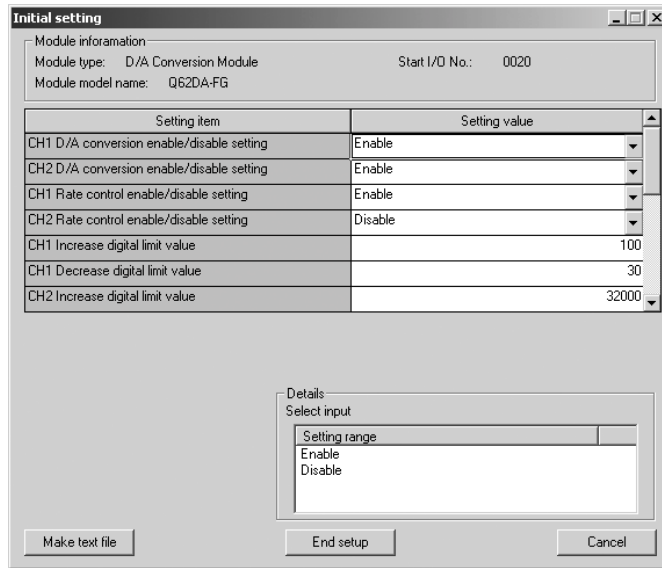 Initial setting
Module inforamation
Module type: D/A Conversion Module Start I/O No.: 0020
Module model name: Q62DA-FG
Setting item Setting value
CH1 D/A conversion enable/disable setting Enable
CH2 D/A conversion enable/disable setting Enable
CH1 Rate control enable/disable setting Enable
CH2 Rate control enable/disable setting Disable
CH1 Increase digital limit value 100
CH1 Decrease digital limit value 30
CH2 Increase digital limit value 32000
Details
Select input
Setting range
Enable
Disable
Make text file End setup Cancel